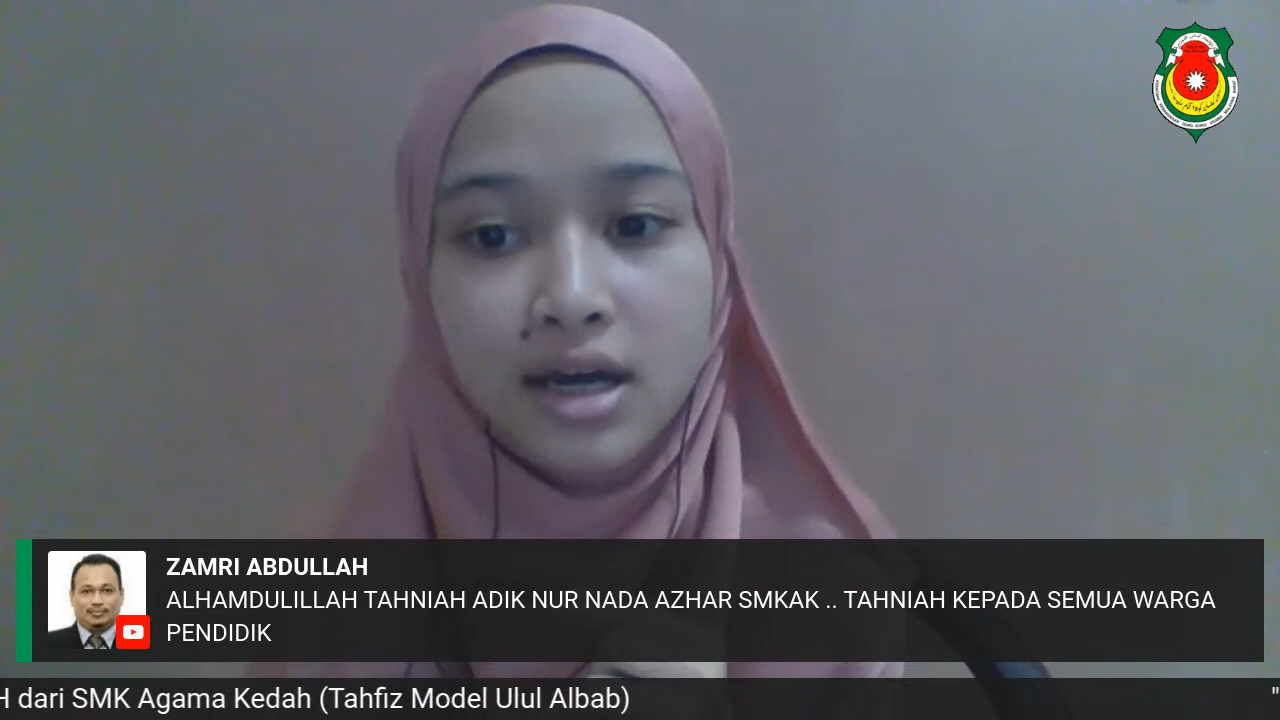 ZAMRI ABDULLAH
ALHAMDULILLAH TAHNIAH ADIK NUR NADA AZHAR SMKAK .. TAHNIAH KEPADA SEMUA WARGA
PENDIDIK
H dari SMK Agama Kedah (Tahfiz Model Ulul Albab) "